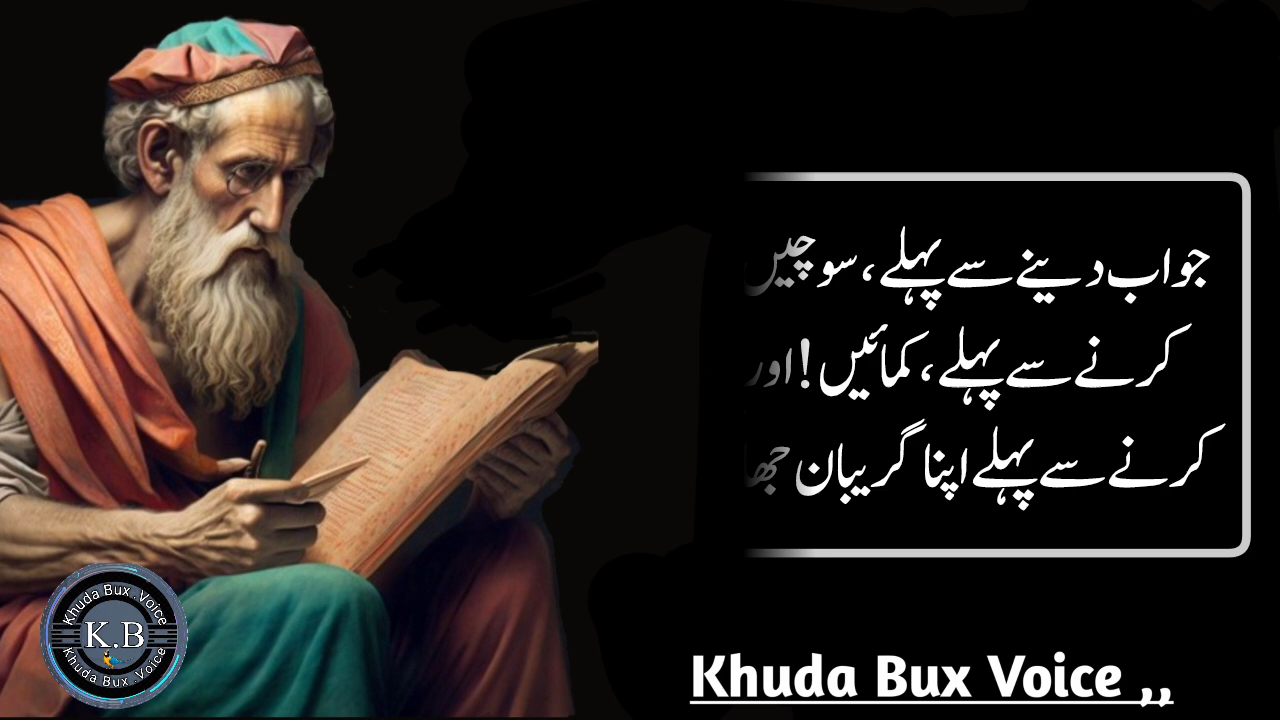 جواب دینے سے پہلے، سوچیں
کرنے سے پہلے، کمائیں! اور
کرنے سے پہلے اپنا گریبان
Khuda Bux Voice ,,
Khuda Bux .Voice
K.B
Khuda Bux .Voice